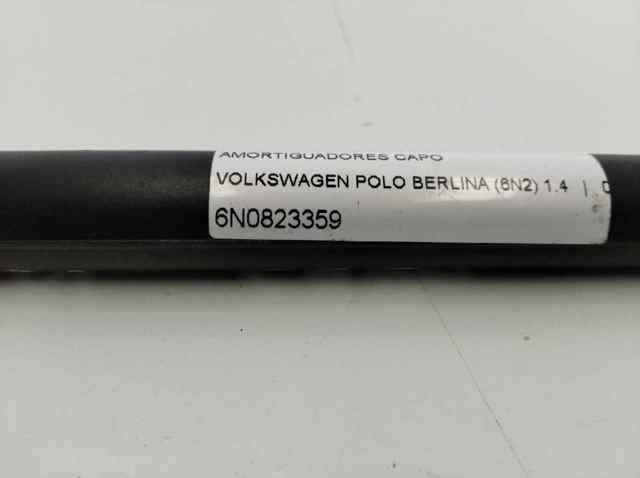 AMORTIGUADORES CAPO
VOLKSWAGEN POLO BERLINA (6N2) 1.4 |
6N0823359